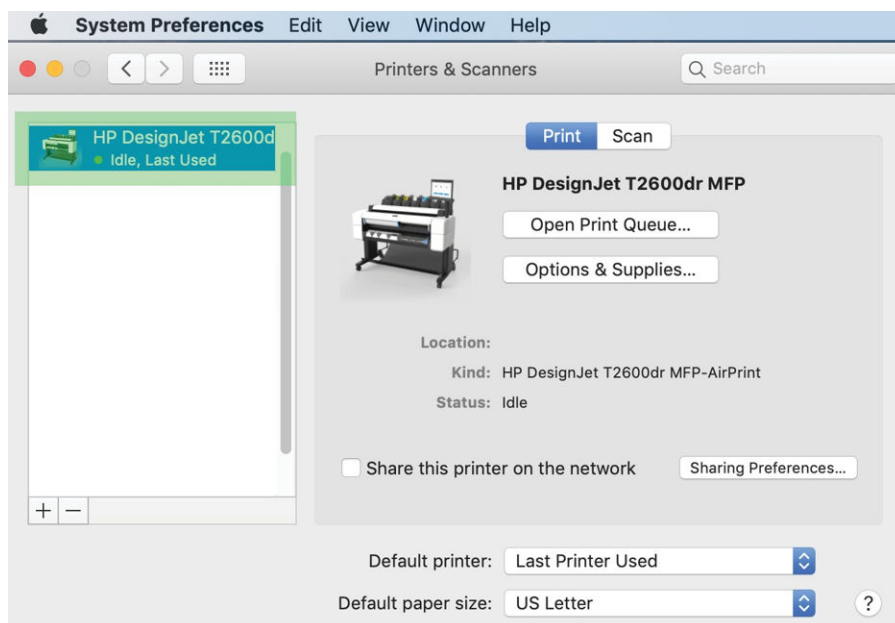 System Preferences Edit View Window Help
Printers & Scanners
Search
HP DesignJet T2600d
Idle, Last Used
Print Scan
HP DesignJet T2600dr MFP
Open Print Queue...
Options & Supplies...
Location:
Kind: HP DesignJet T2600dr MFP-AirPrint
Status: Idle
Share this printer on the network
Sharing Preferences...
+ −
Default printer: Last Printer Used
Default paper size: US Letter
?